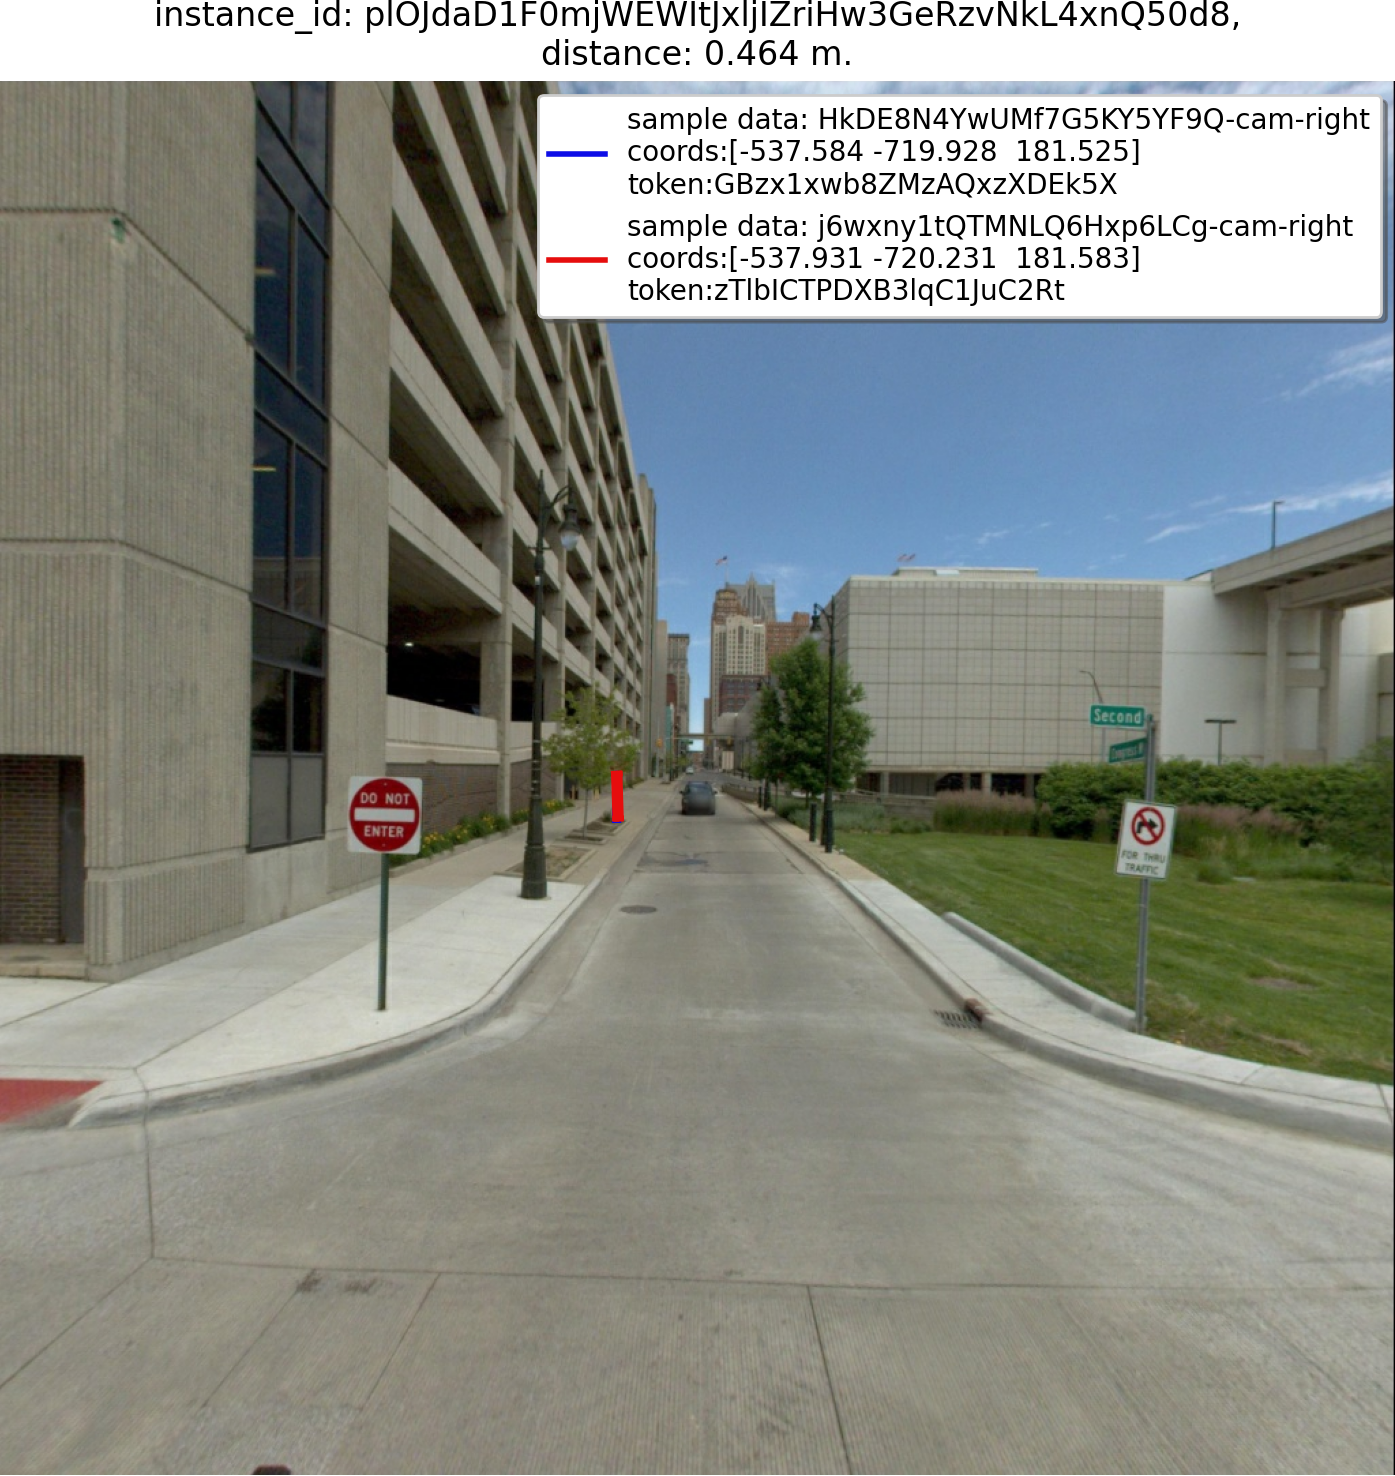 instance_id: plOJdaD1F0mjWEWItJxljIZriHw3GeRzvNkL4xnQ50d8,
distance: 0.464 m.
sample data: HkDE8N4YwUMf7G5KY5YF9Q-cam-right
coords:[-537.584 -719.928  181.525]
token:GBzx1xwb8ZMzAQxzXDEk5X
sample data: j6wxny1tQTMNLQ6Hxp6LCg-cam-right
coords:[-537.931 -720.231  181.583]
token:zTlbICTPDXB3lqC1JuC2Rt
Second
Congress
DO NOT
ENTER
FOR THRU
TRAFFIC